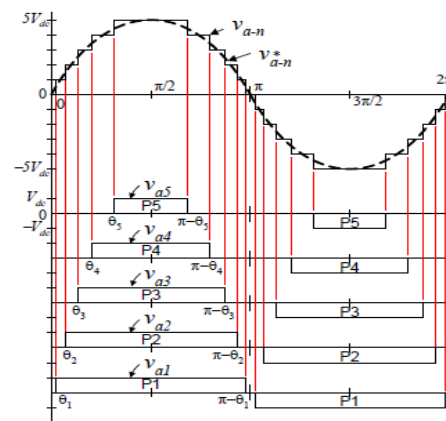 5V_dc
v_a-n
v*_a-n
0 0 π/2 π 3π/2 2
−5V_dc
V_dc v_a5
0 P5 P5
−V_dc θ_5 π−θ_5
v_a4
P4 P4
θ_4 π−θ_4
v_a3
P3 P3
θ_3 π−θ_3
v_a2
P2 P2
θ_2 π−θ_2
v_a1
P1 P1
θ_1 π−θ_1